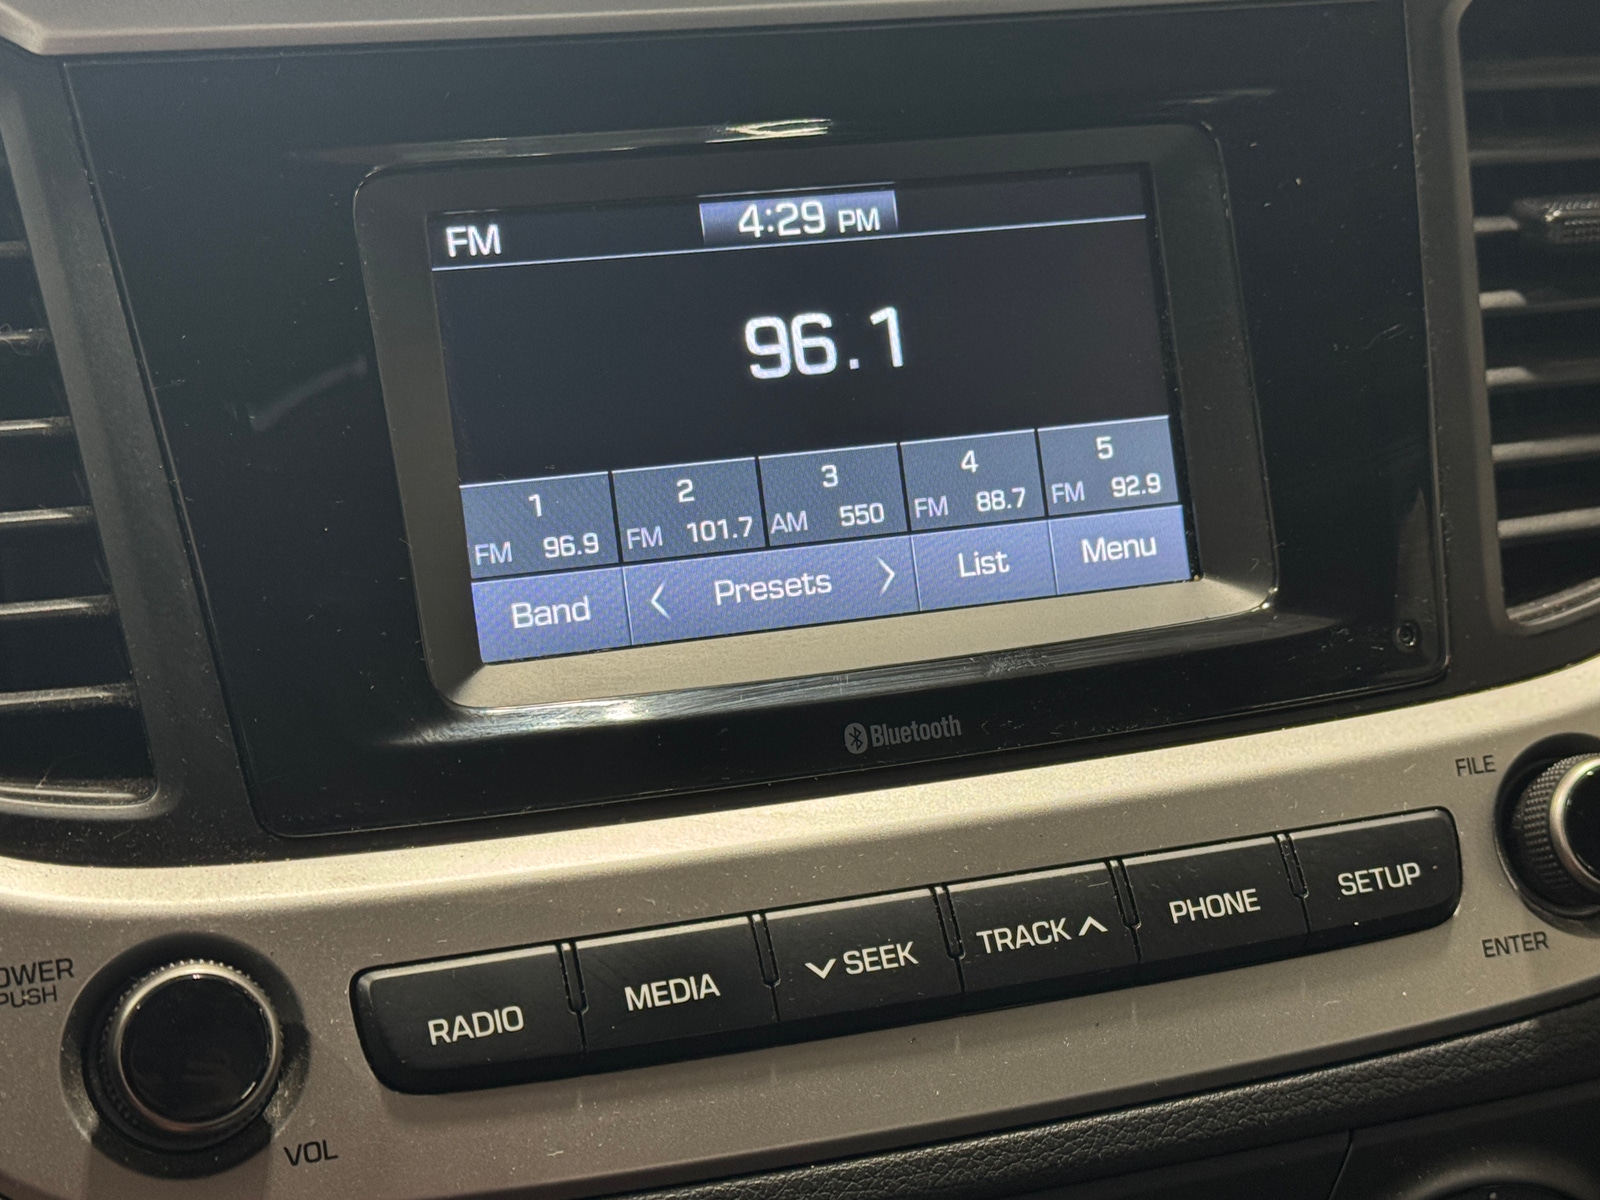 FM 4:29 PM
96.1
1 2 3 4 5
FM 96.9 FM 101.7 AM 550 FM 88.7 FM 92.9
Band < Presets > List Menu
Bluetooth
FILE
RADIO MEDIA ∨ SEEK TRACK ∧ PHONE SETUP
ENTER
OWER
PUSH
VOL